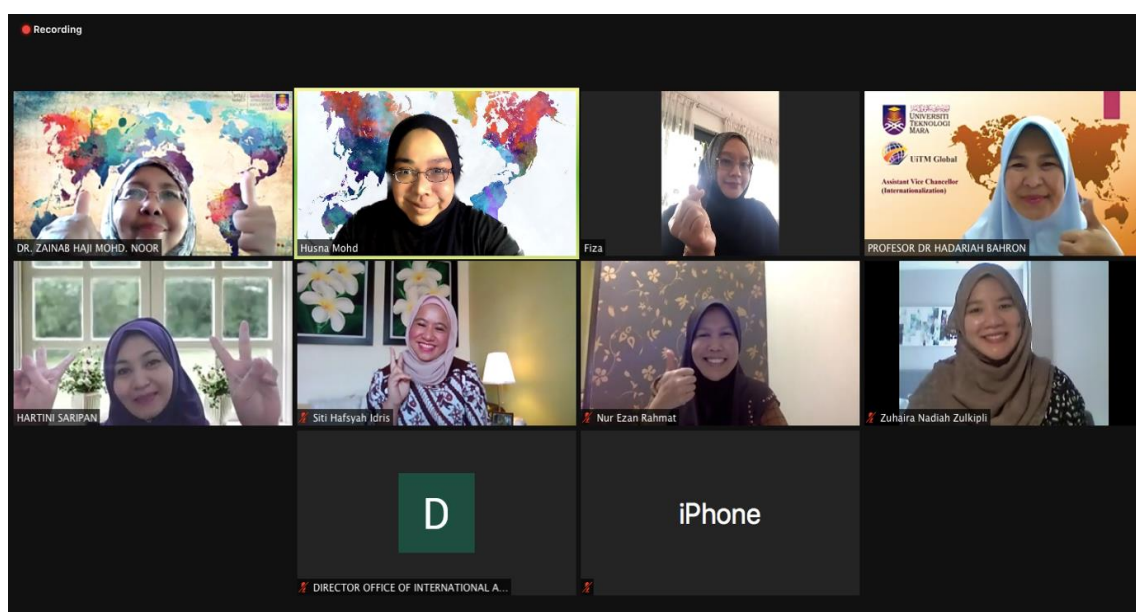 Recording
DR. ZAINAB HAJI MOHD. NOOR
Husna Mohd
Fiza
UNIVERSITI
TEKNOLOGI
MARA
UiTM Global
Assistant Vice Chancellor
(Internationalization)
PROFESOR DR HADARIAH BAHRON
HARTINI SARIPAN
Siti Hafsyah Idris
Nur Ezan Rahmat
Zuhaira Nadiah Zulkipli
D
DIRECTOR OFFICE OF INTERNATIONAL A...
iPhone